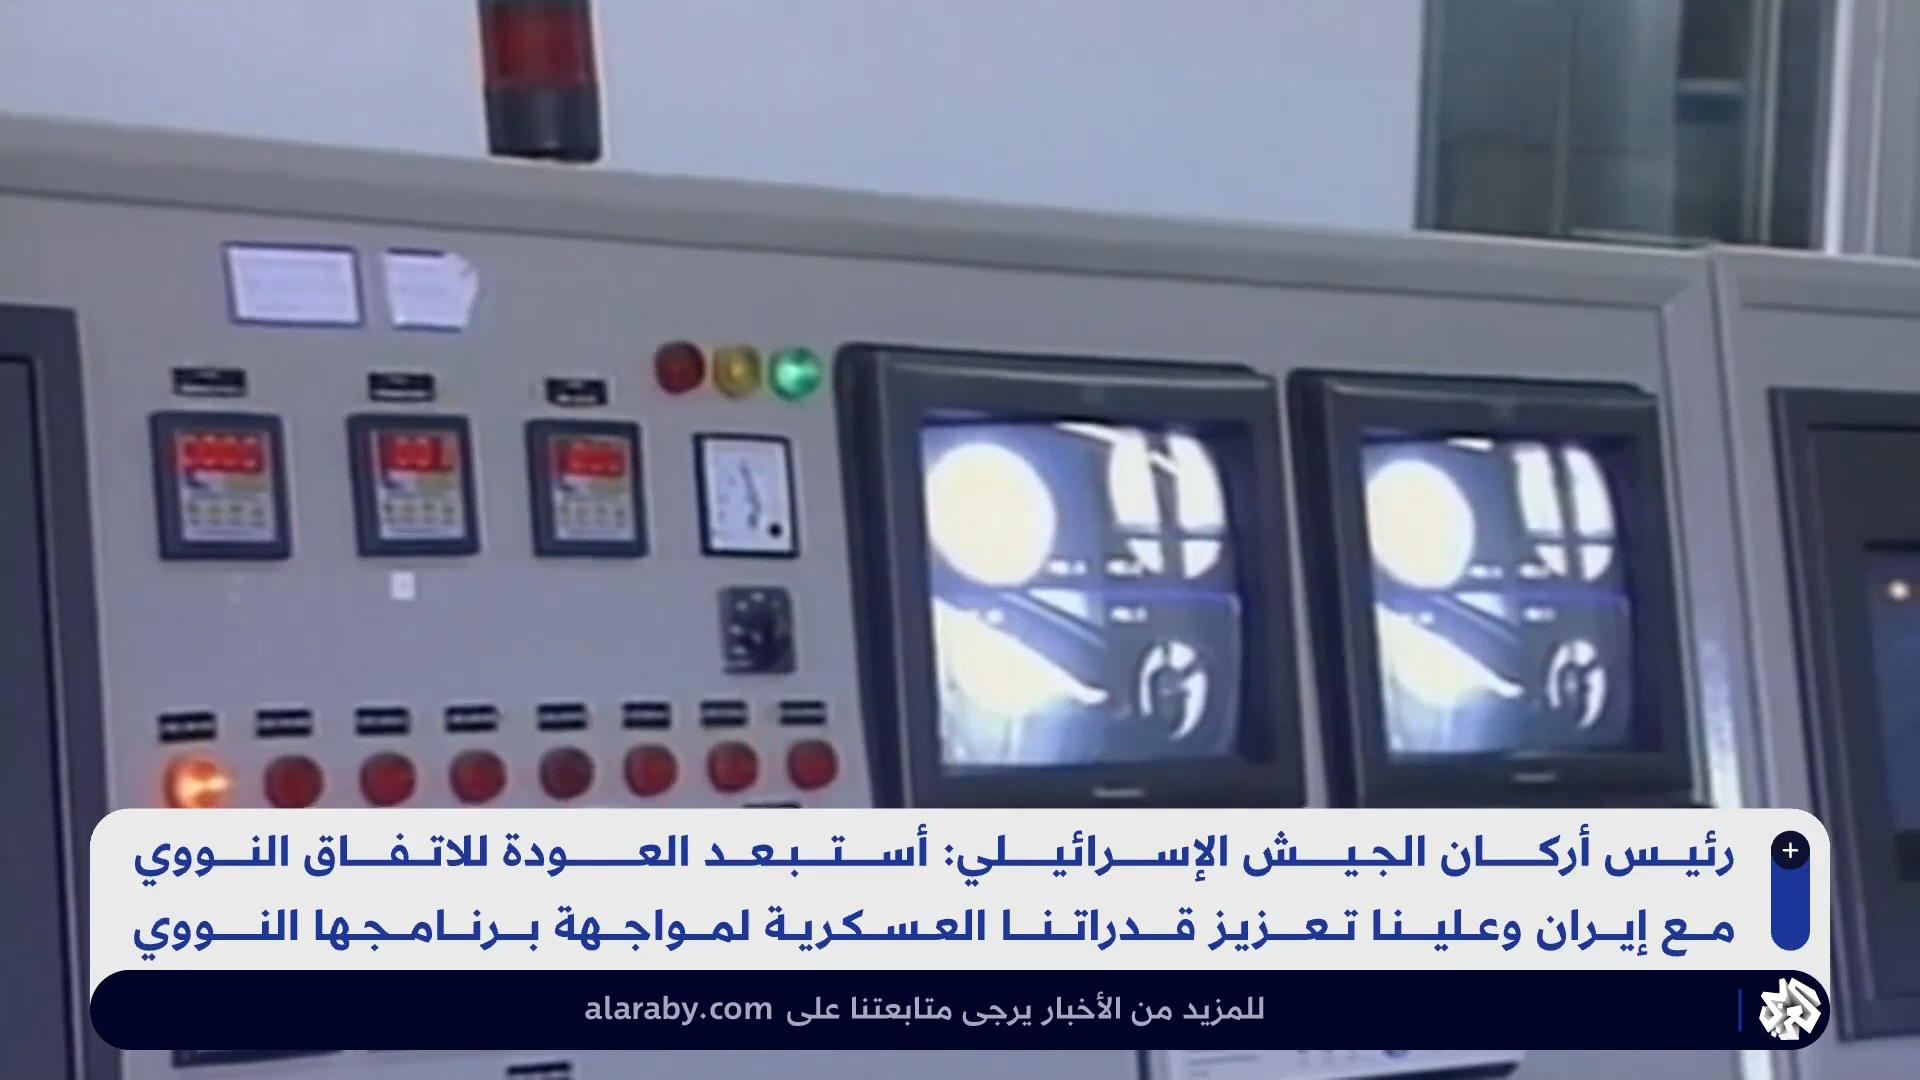 رئيس أركان الجيش الإسرائيلي: أستبعد العودة للاتفاق النووي
مع إيران وعلينا تعزيز قدراتنا العسكرية لمواجهة برنامجها النووي
للمزيد من الأخبار يرجى متابعتنا على alaraby.com